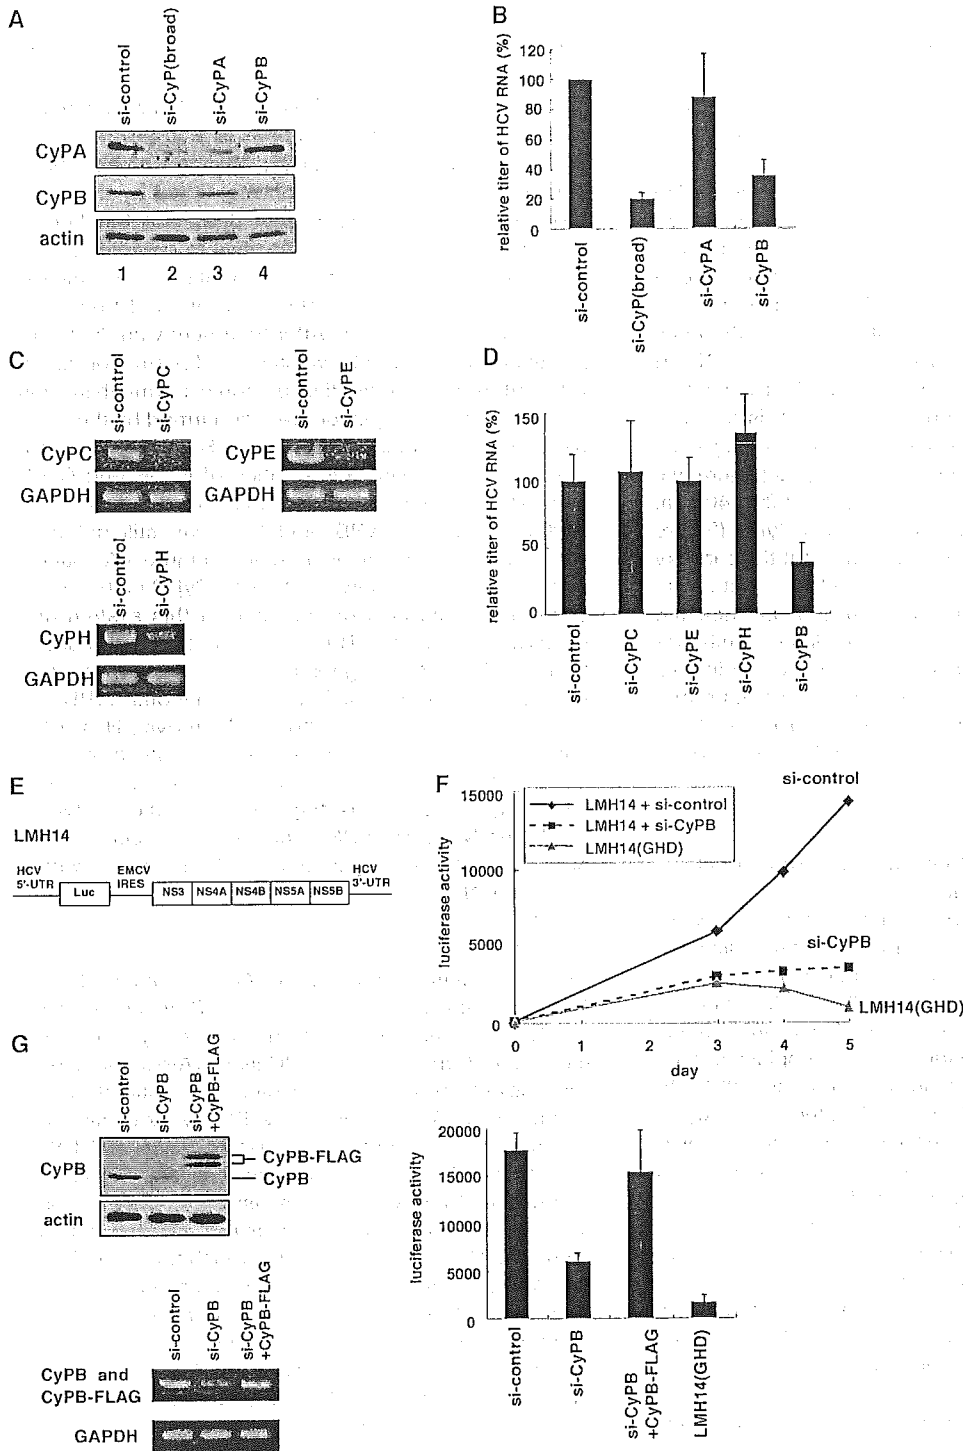 A
si-control
si-CyP(broad)
si-CyPA
si-CyPB
CyPA
CyPB
actin
1 2 3 4
B
relative titer of HCV RNA (%)
120
100
80
60
40
20
0
si-control
si-CyP(broad)
si-CyPA
si-CyPB
C
si-control
si-CyPC
CyPC
GAPDH
si-control
si-CyPE
CyPE
GAPDH
si-control
si-CyPH
CyPH
GAPDH
D
relative titer of HCV RNA (%)
150
100
50
0
si-control
si-CyPC
si-CyPE
si-CyPH
si-CyPB
E
LMH14
HCV
5'-UTR
Luc
EMCV
IRES
NS3 NS4A NS4B NS5A NS5B
HCV
3'-UTR
F
luciferase activity
15000
10000
5000
0
LMH14 + si-control
LMH14 + si-CyPB
LMH14(GHD)
si-control
si-CyPB
LMH14(GHD)
0 1 2 3 4 5
day
G
si-control
si-CyPB
si-CyPB
+CyPB-FLAG
CyPB
CyPB-FLAG
CyPB
actin
si-control
si-CyPB
si-CyPB
+CyPB-FLAG
CyPB and
CyPB-FLAG
GAPDH
luciferase activity
20000
15000
10000
5000
0
si-control
si-CyPB
si-CyPB
+CyPB-FLAG
LMH14(GHD)